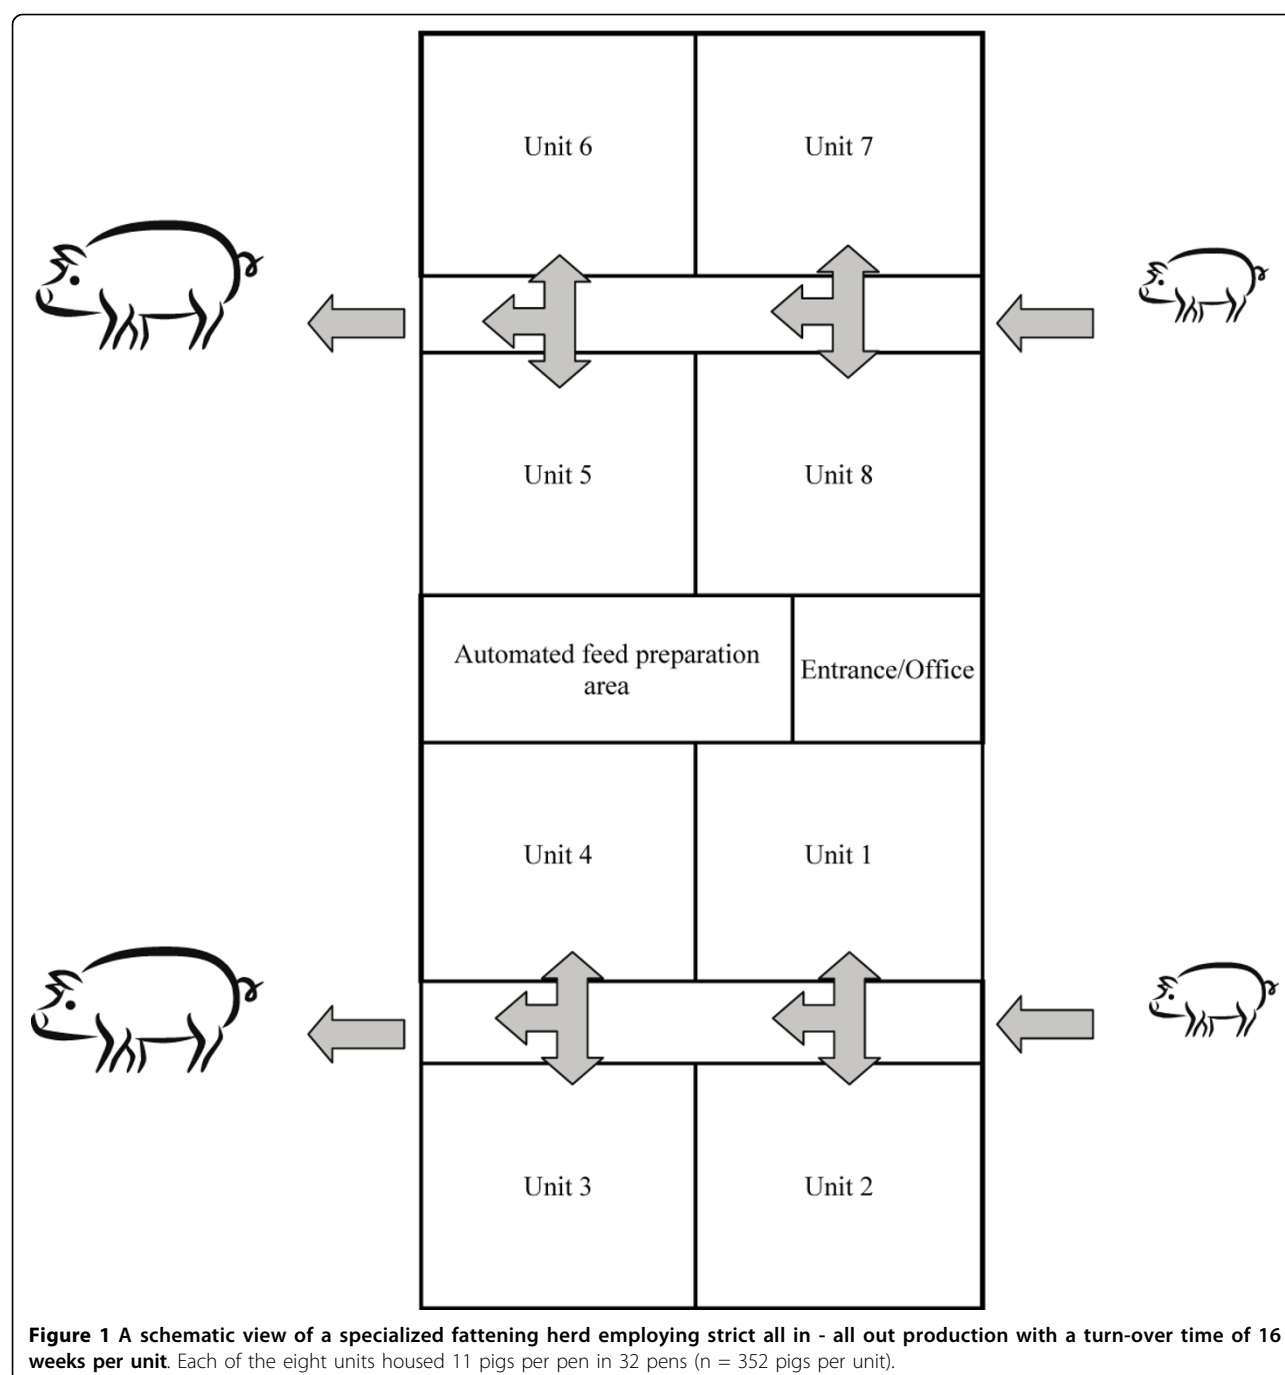 Unit 6
Unit 7
Unit 5
Unit 8
Automated feed preparation
area
Entrance/Office
Unit 4
Unit 1
Unit 3
Unit 2
Figure 1 A schematic view of a specialized fattening herd employing strict all in - all out production with a turn-over time of 16
weeks per unit. Each of the eight units housed 11 pigs per pen in 32 pens (n = 352 pigs per unit).